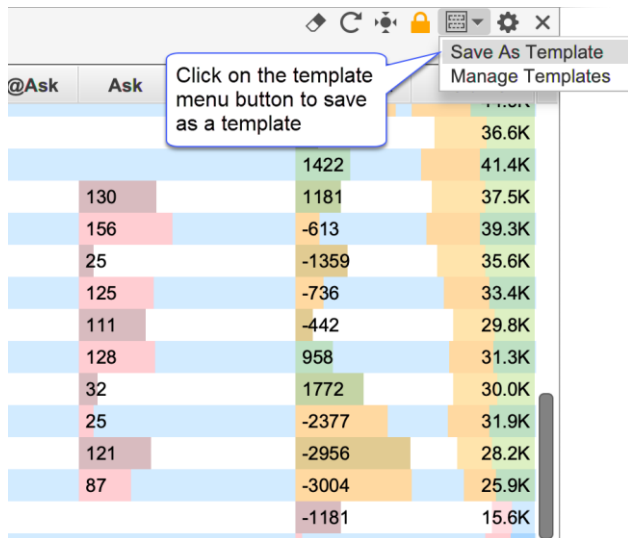 Save As Template
Manage Templates
@Ask Ask
Click on the template
menu button to save
as a template
36.6K
1422 41.4K
130 1181 37.5K
156 -613 39.3K
25 -1359 35.6K
125 -736 33.4K
111 -442 29.8K
128 958 31.3K
32 1772 30.0K
25 -2377 31.9K
121 -2956 28.2K
87 -3004 25.9K
-1181 15.6K